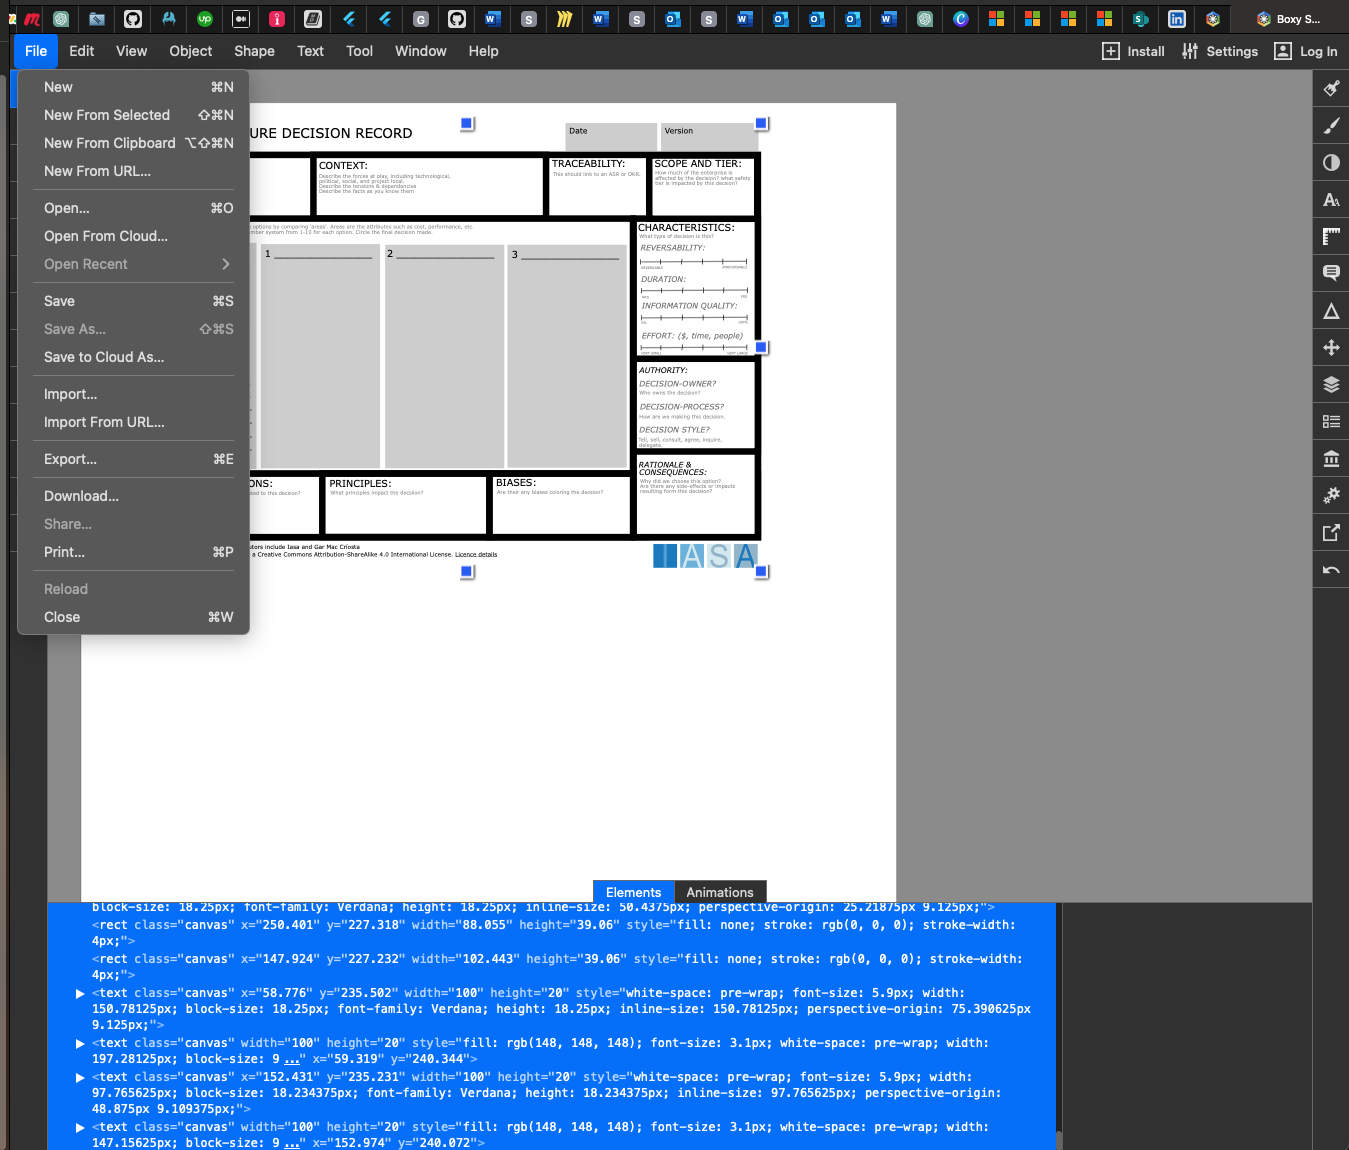 Boxy S...
File Edit View Object Shape Text Tool Window Help
Install Settings Log In
New ⌘N
New From Selected ⇧⌘N
New From Clipboard ⌥⇧⌘N
New From URL...
Open... ⌘O
Open From Cloud...
Open Recent
Save ⌘S
Save As... ⇧⌘S
Save to Cloud As...
Import...
Import From URL...
Export... ⌘E
Download...
Share...
Print... ⌘P
Reload
Close ⌘W
URE DECISION RECORD
Date
Version
CONTEXT:
Describe the forces at play, including technological,
political, social, and project local.
Describe the tensions & dependencies
Describe the facts as you know them
TRACEABILITY:
This should link to an ASR or OKR.
SCOPE AND TIER:
How much of the enterprise is
affected by the decision? what safety
tier is impacted by this decision?
options by comparing 'areas'. Areas are the attributes such as cost, performance, etc.
mber system from 1-10 for each option. Circle the final decision made.
1
2
3
CHARACTERISTICS:
What type of decision is this?
REVERSABILITY:
DURATION:
INFORMATION QUALITY:
EFFORT: ($, time, people)
VERY SMALL VERY LARGE
AUTHORITY:
DECISION-OWNER?
Who owns the decision?
DECISION-PROCESS?
How are we making this decision.
DECISION STYLE?
Tell, sell, consult, agree, inquire,
delegate.
RATIONALE &
CONSEQUENCES:
Why did we choose this option?
Are there any side-effects or impacts
resulting form this decision?
ONS:
ated to this decision?
PRINCIPLES:
What principles impact the decision?
BIASES:
Are their any biases coloring the decision?
utors include Iasa and Gar Mac Críosta
a Creative Commons Attribution-ShareAlike 4.0 International License. Licence details
IASA
Elements Animations
block-size: 18.25px; font-family: Verdana; height: 18.25px; inline-size: 50.4375px; perspective-origin: 25.21875px 9.125px;">
<rect class="canvas" x="250.401" y="227.318" width="88.055" height="39.06" style="fill: none; stroke: rgb(0, 0, 0); stroke-width:
4px;">
<rect class="canvas" x="147.924" y="227.232" width="102.443" height="39.06" style="fill: none; stroke: rgb(0, 0, 0); stroke-width:
4px;">
<text class="canvas" x="58.776" y="235.502" width="100" height="20" style="white-space: pre-wrap; font-size: 5.9px; width:
150.78125px; block-size: 18.25px; font-family: Verdana; height: 18.25px; inline-size: 150.78125px; perspective-origin: 75.390625px
9.125px;">
<text class="canvas" width="100" height="20" style="fill: rgb(148, 148, 148); font-size: 3.1px; white-space: pre-wrap; width:
197.28125px; block-size: 9 ..." x="59.319" y="240.344">
<text class="canvas" x="152.431" y="235.231" width="100" height="20" style="white-space: pre-wrap; font-size: 5.9px; width:
97.765625px; block-size: 18.234375px; font-family: Verdana; height: 18.234375px; inline-size: 97.765625px; perspective-origin:
48.875px 9.109375px;">
<text class="canvas" width="100" height="20" style="fill: rgb(148, 148, 148); font-size: 3.1px; white-space: pre-wrap; width:
147.15625px; block-size: 9 ..." x="152.974" y="240.072">